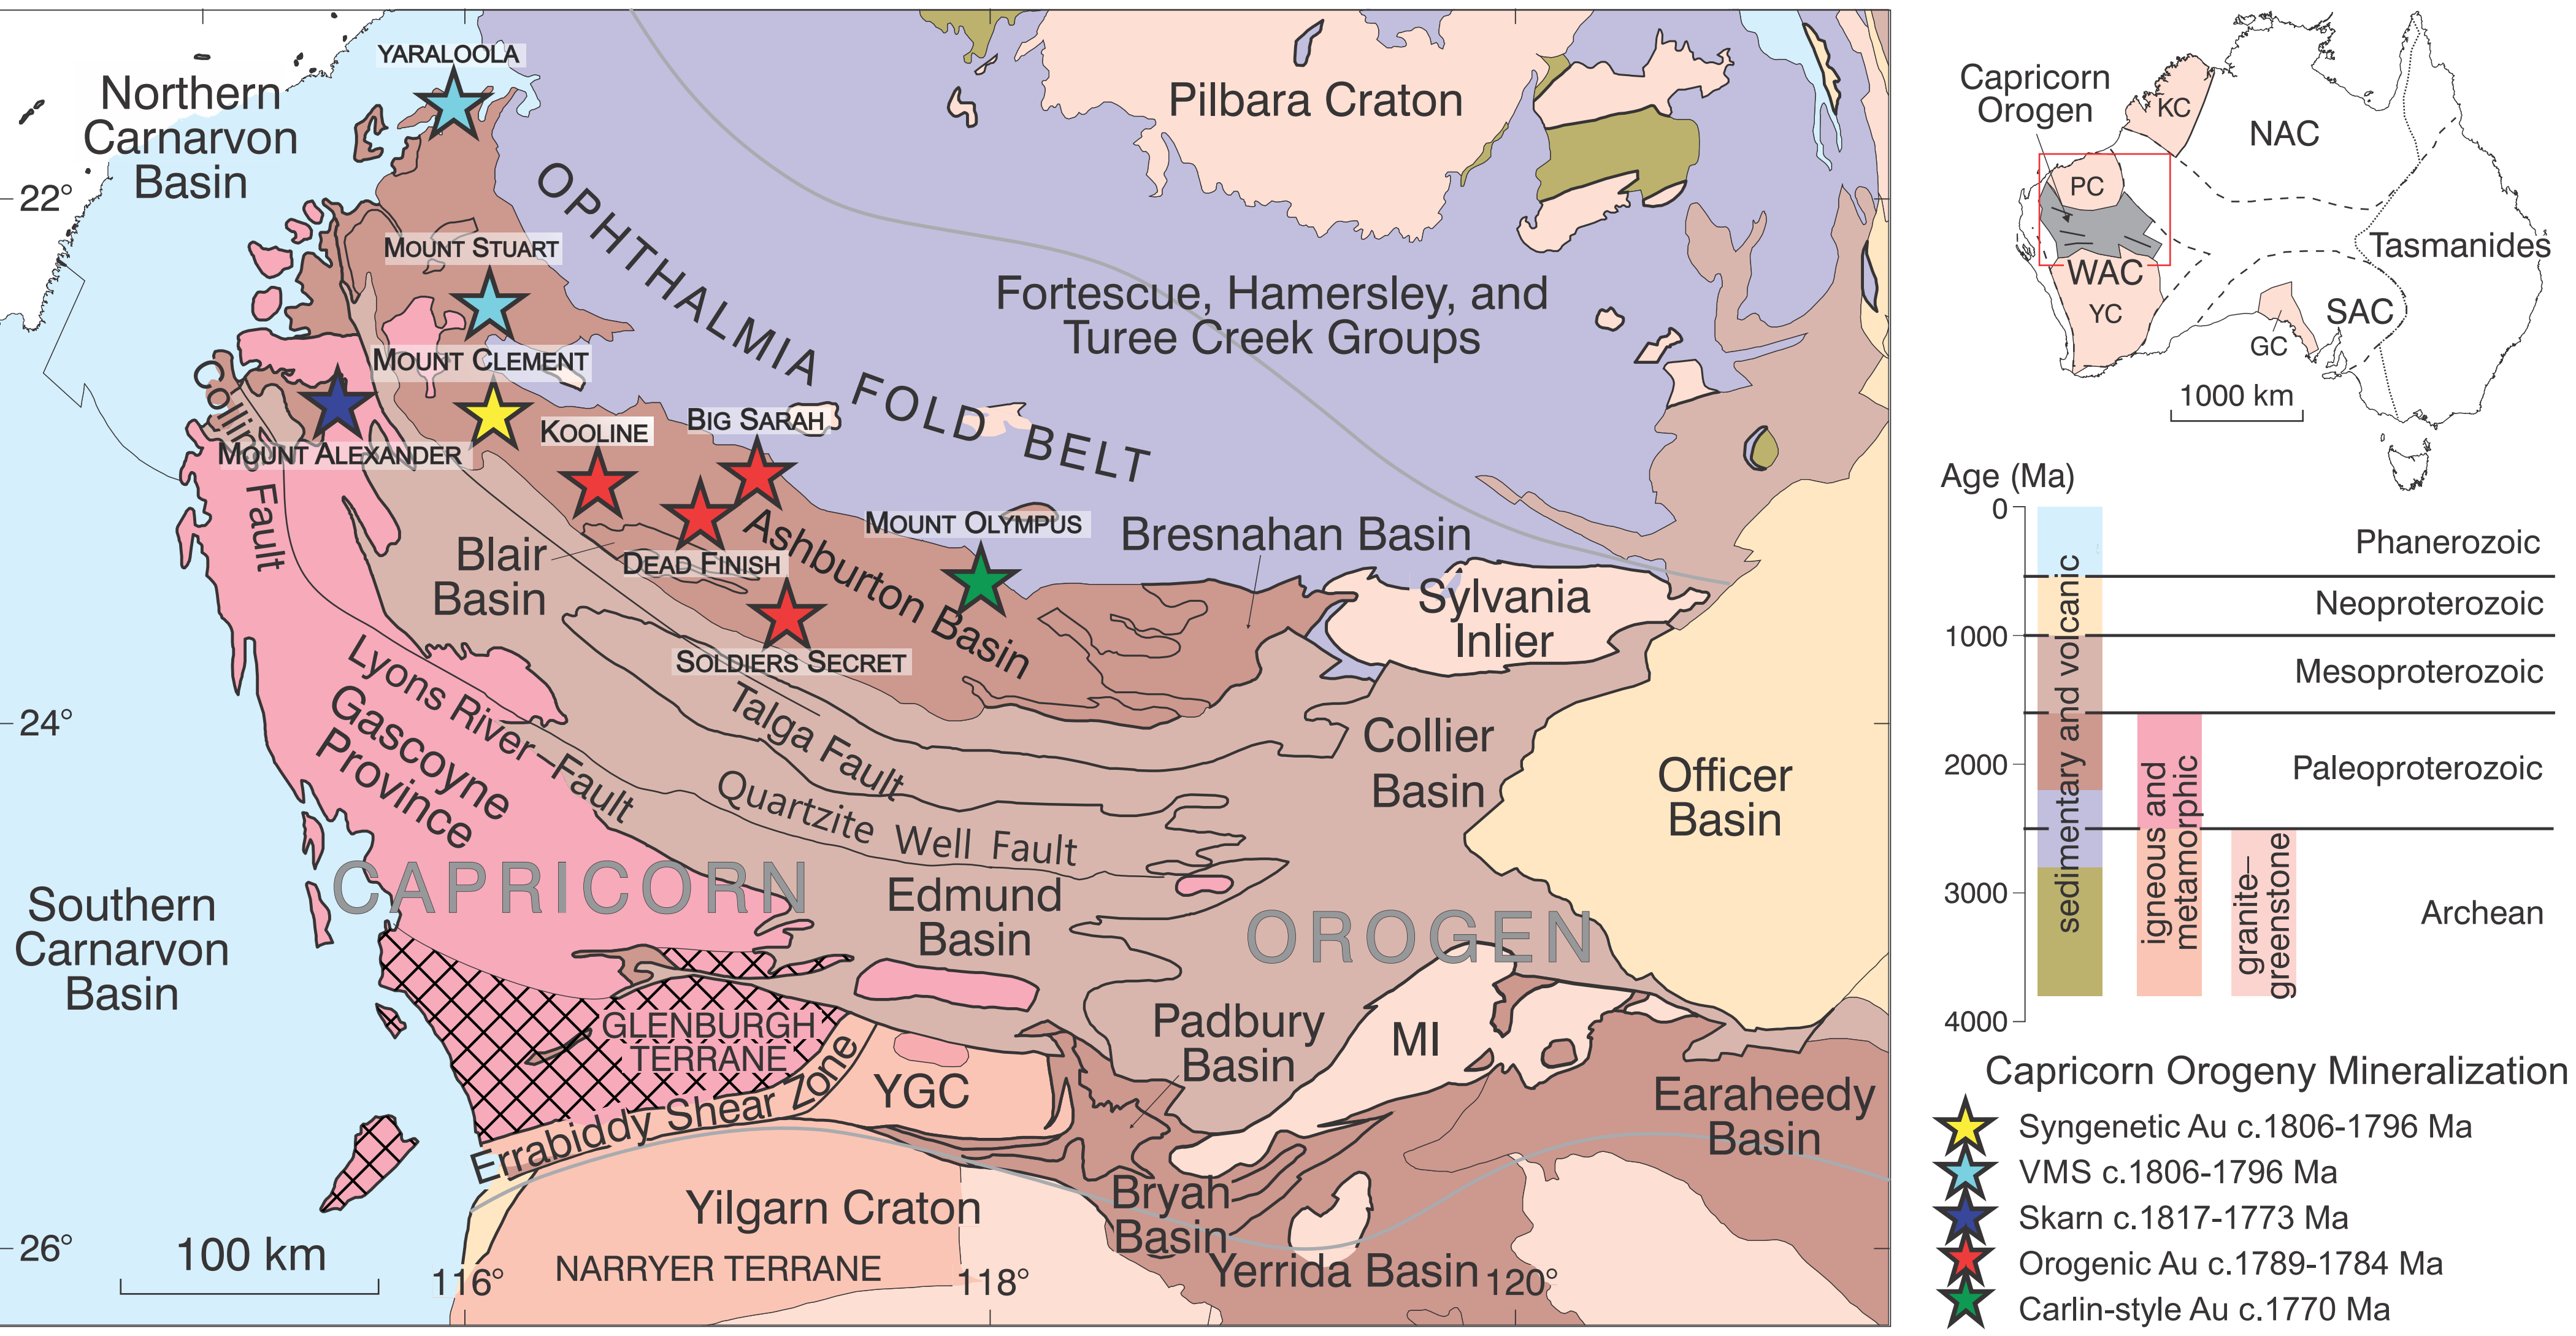 YARALOOLA
Northern
Carnarvon
Basin
Pilbara Craton
22°
MOUNT STUART
OPHTHALMIA FOLD BELT
Fortescue, Hamersley, and
Turee Creek Groups
MOUNT CLEMENT
Collins Fault
MOUNT ALEXANDER
KOOLINE
BIG SARAH
MOUNT OLYMPUS
Bresnahan Basin
Blair
Basin
DEAD FINISH
Ashburton Basin
Sylvania
Inlier
SOLDIERS SECRET
24°
Lyons River Fault
Gascoyne
Province
Talga Fault
Quartzite Well Fault
Collier
Basin
Officer
Basin
CAPRICORN OROGEN
Edmund
Basin
Southern
Carnarvon
Basin
GLENBURGH
TERRANE
Padbury
Basin
MI
YGC
Errabiddy Shear Zone
Earaheedy
Basin
Bryah
Basin
Yilgarn Craton
NARRYER TERRANE
Yerrida Basin
26°
100 km
116°
118°
120°
Capricorn
Orogen
KC
NAC
PC
WAC
YC
GC
SAC
Tasmanides
1000 km
Age (Ma)
0
1000
2000
3000
4000
sedimentary and volcanic
igneous and
metamorphic
granite–
greenstone
Phanerozoic
Neoproterozoic
Mesoproterozoic
Paleoproterozoic
Archean
Capricorn Orogeny Mineralization
Syngenetic Au c.1806-1796 Ma
VMS c.1806-1796 Ma
Skarn c.1817-1773 Ma
Orogenic Au c.1789-1784 Ma
Carlin-style Au c.1770 Ma